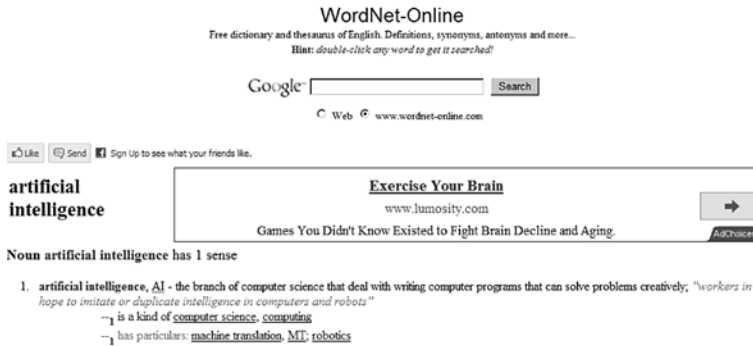 WordNet-Online
Free dictionary and thesaurus of English. Definitions, synonyms, antonyms and more...
Hint: double-click any word to get it searched!
Google™ Search
Web www.wordnet-online.com
Like Send Sign Up to see what your friends like.
artificial
intelligence
Exercise Your Brain
www.lumosity.com
Games You Didn't Know Existed to Fight Brain Decline and Aging.
AdChoices
Noun artificial intelligence has 1 sense
1. artificial intelligence, AI - the branch of computer science that deal with writing computer programs that can solve problems creatively; "workers in
hope to imitate or duplicate intelligence in computers and robots"
--1 is a kind of computer science, computing
--1 has particulars: machine translation, MT; robotics